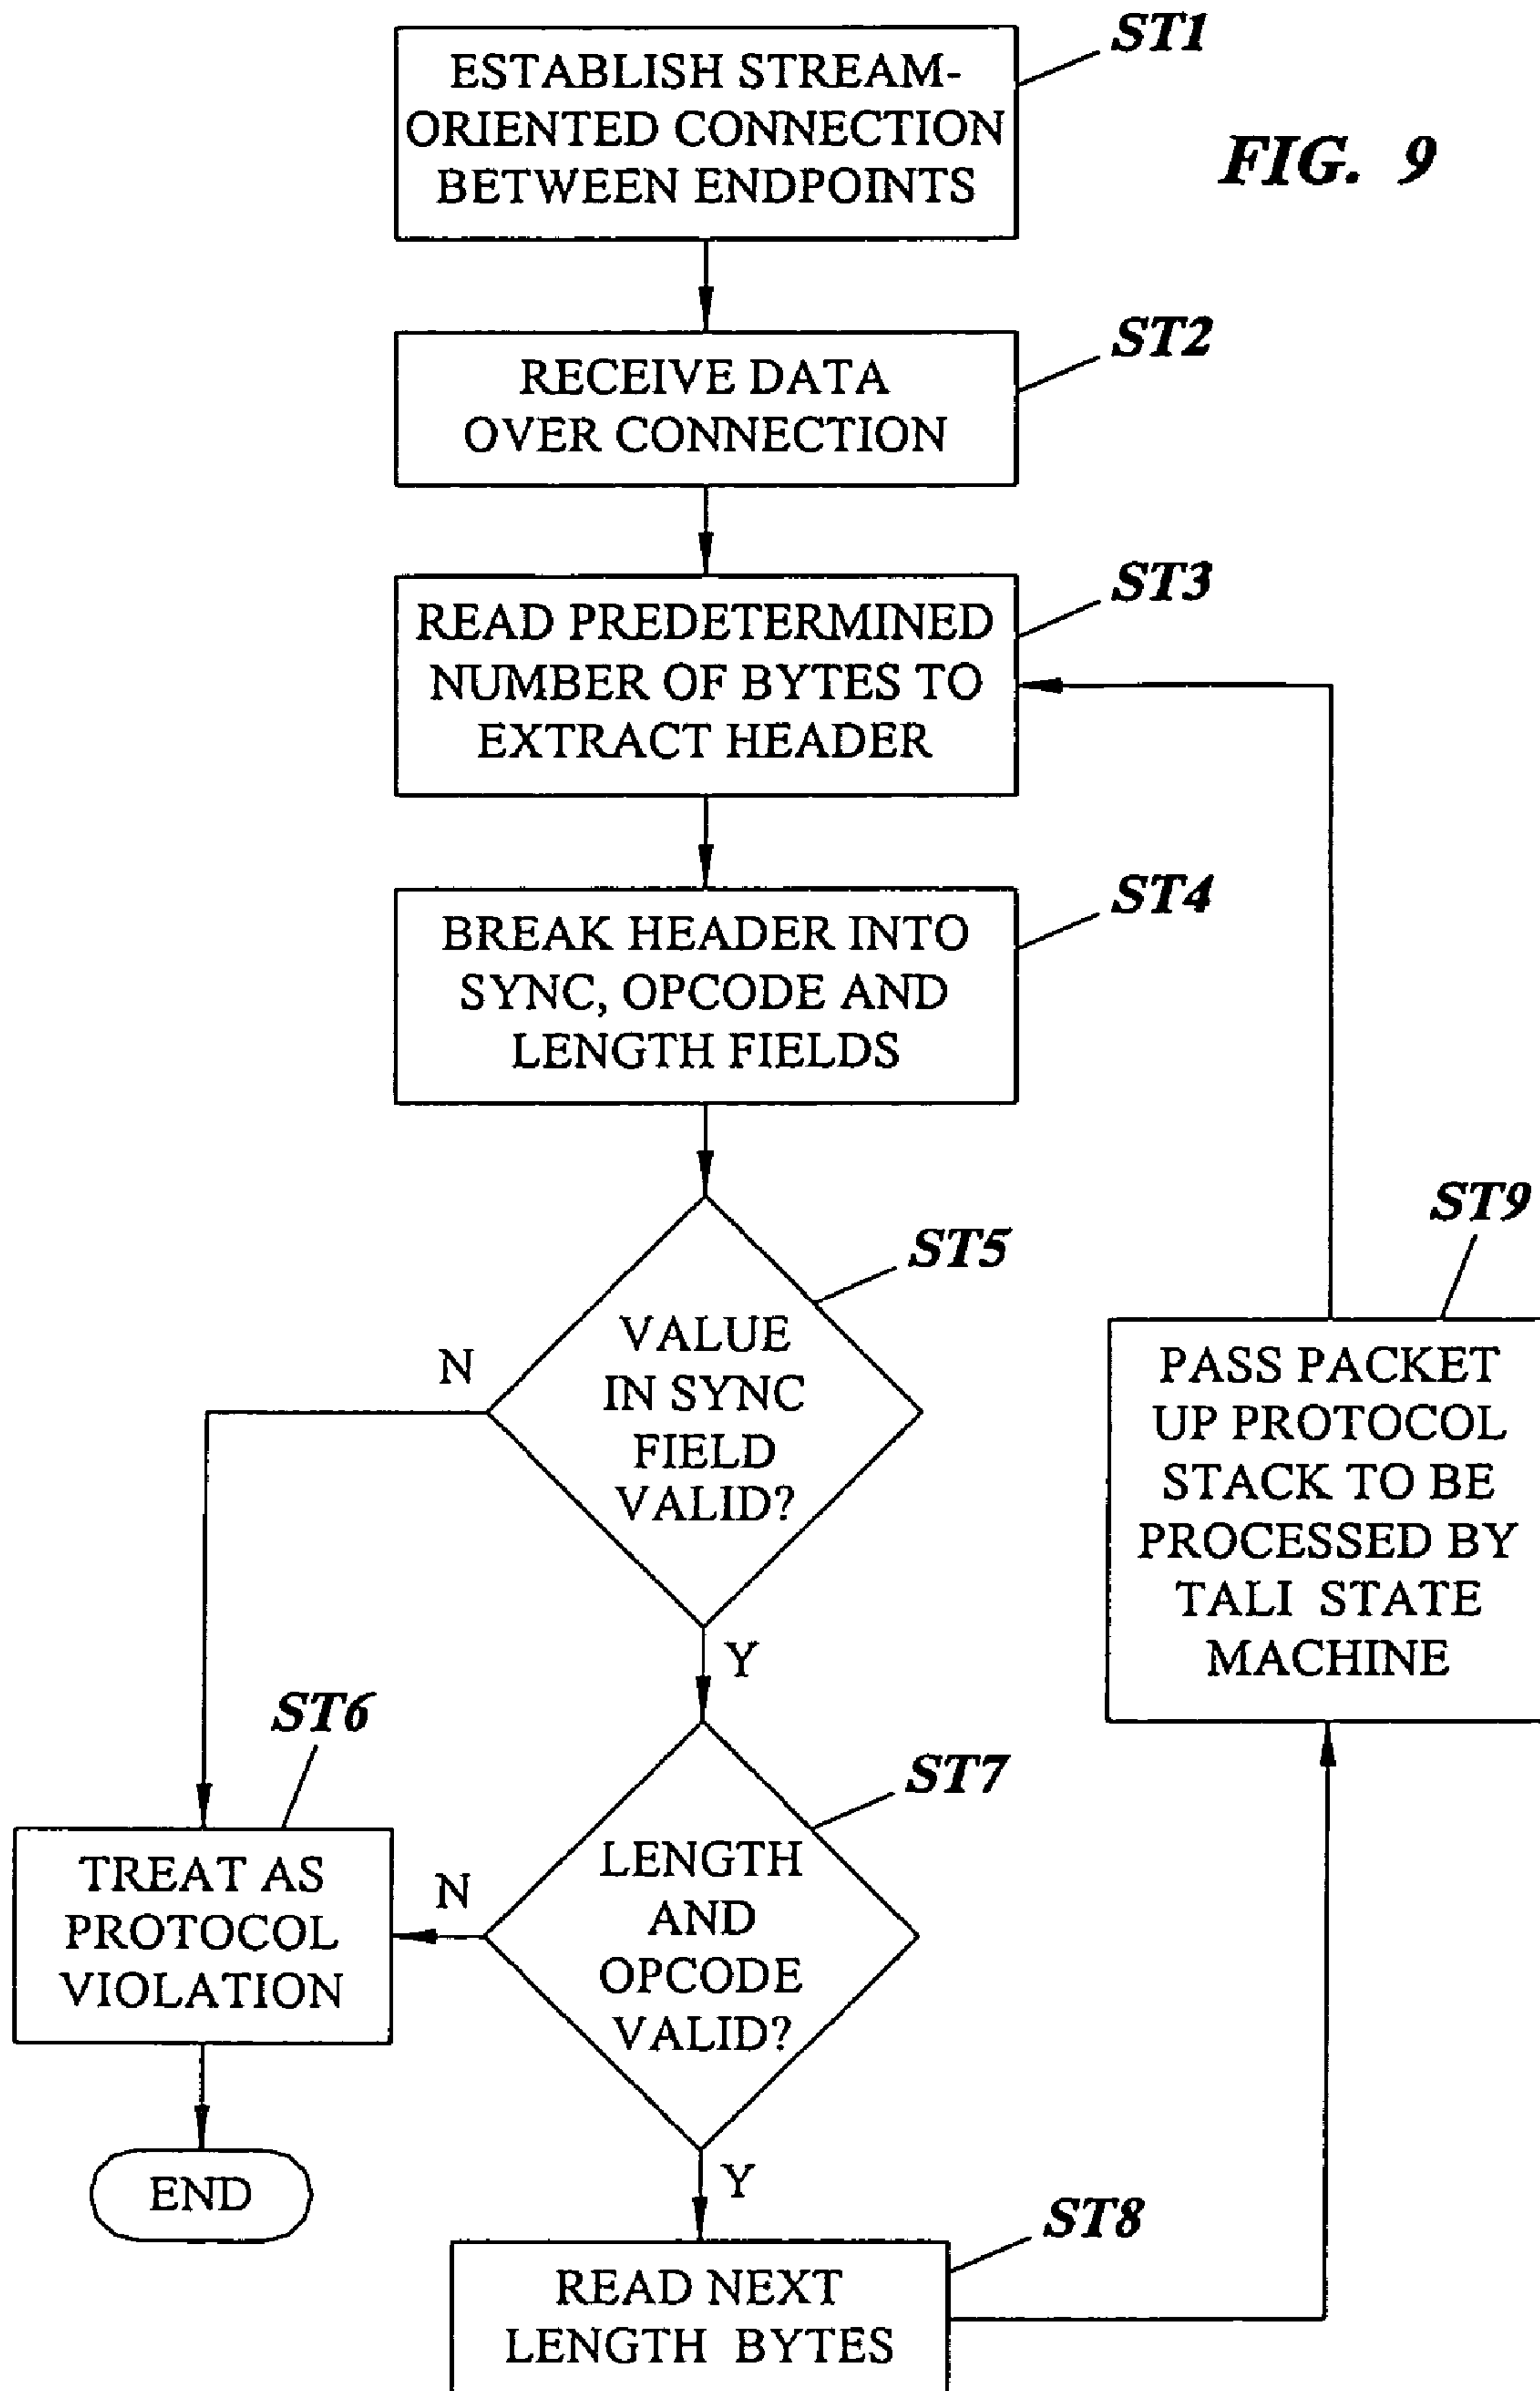 ST1
ESTABLISH STREAM-
ORIENTED CONNECTION
BETWEEN ENDPOINTS
FIG. 9
ST2
RECEIVE DATA
OVER CONNECTION
ST3
READ PREDETERMINED
NUMBER OF BYTES TO
EXTRACT HEADER
ST4
BREAK HEADER INTO
SYNC, OPCODE AND
LENGTH FIELDS
ST5
VALUE
IN SYNC
FIELD
VALID?
N
Y
ST6
TREAT AS
PROTOCOL
VIOLATION
END
ST7
LENGTH
AND
OPCODE
VALID?
N
Y
ST8
READ NEXT
LENGTH BYTES
ST9
PASS PACKET
UP PROTOCOL
STACK TO BE
PROCESSED BY
TALI STATE
MACHINE